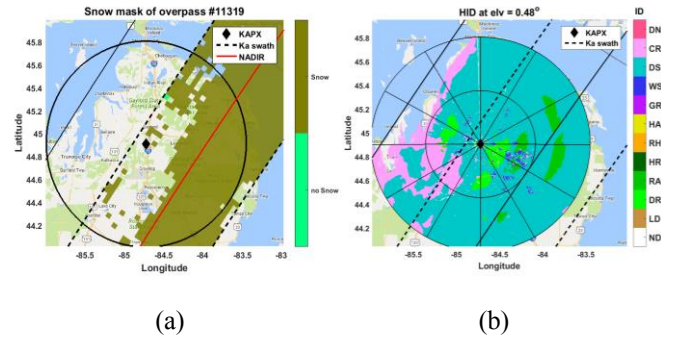 Snow mask of overpass #11319
KAPX
Ka swath
NADIR
45.8
45.6
45.4
45.2
45
44.8
44.6
44.4
44.2
Latitude
-85.5
-85
-84.5
-84
-83.5
-83
Longitude
Snow
no Snow
(a)
HID at elv = 0.48°
KAPX
Ka swath
45.8
45.6
45.4
45.2
45
44.8
44.6
44.4
44.2
Latitude
-85.5
-85
-84.5
-84
-83.5
Longitude
ID
DN
CR
DS
WS
GR
HA
RH
HR
RA
DR
LD
ND
(b)